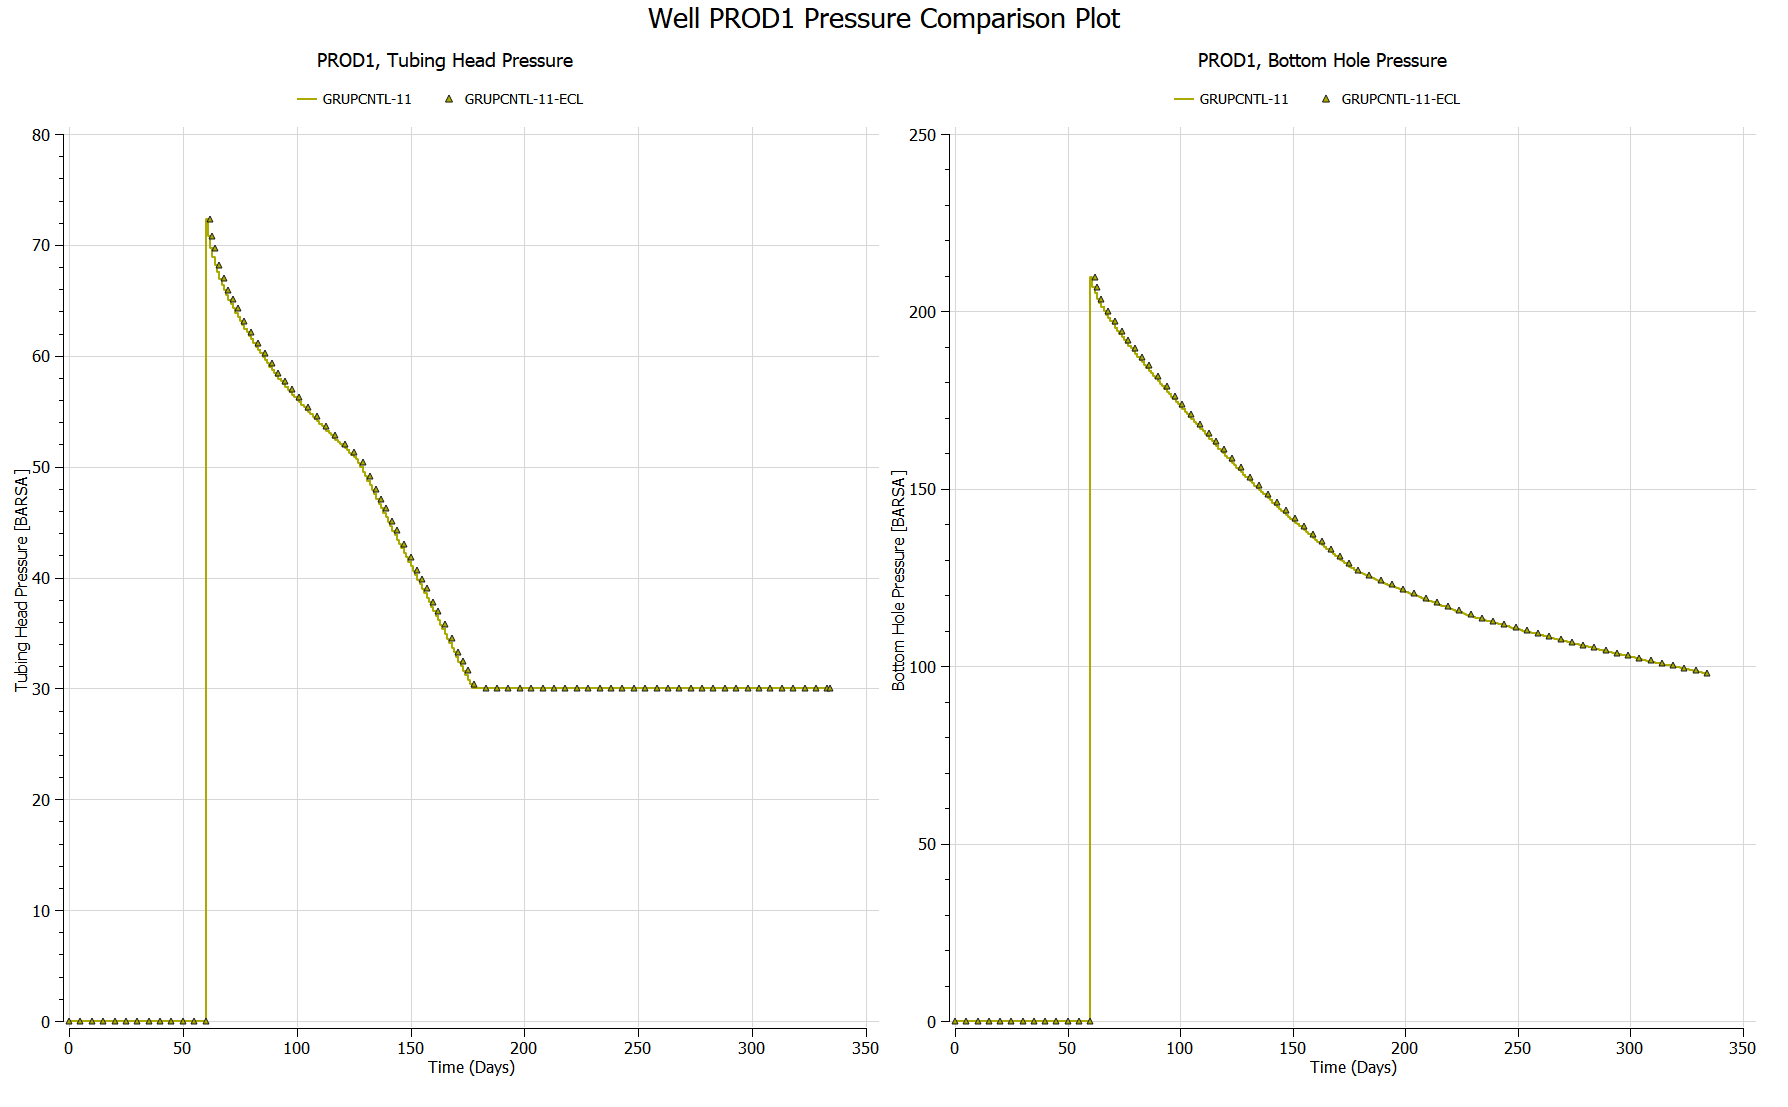 Well PROD1 Pressure Comparison Plot
PROD1, Tubing Head Pressure
GRUPCNTL-11 GRUPCNTL-11-ECL
80
70
60
50
40
30
20
10
0
Tubing Head Pressure [BARSA]
0 50 100 150 200 250 300 350
Time (Days)
PROD1, Bottom Hole Pressure
GRUPCNTL-11 GRUPCNTL-11-ECL
250
200
150
100
50
0
Bottom Hole Pressure [BARSA]
0 50 100 150 200 250 300 350
Time (Days)